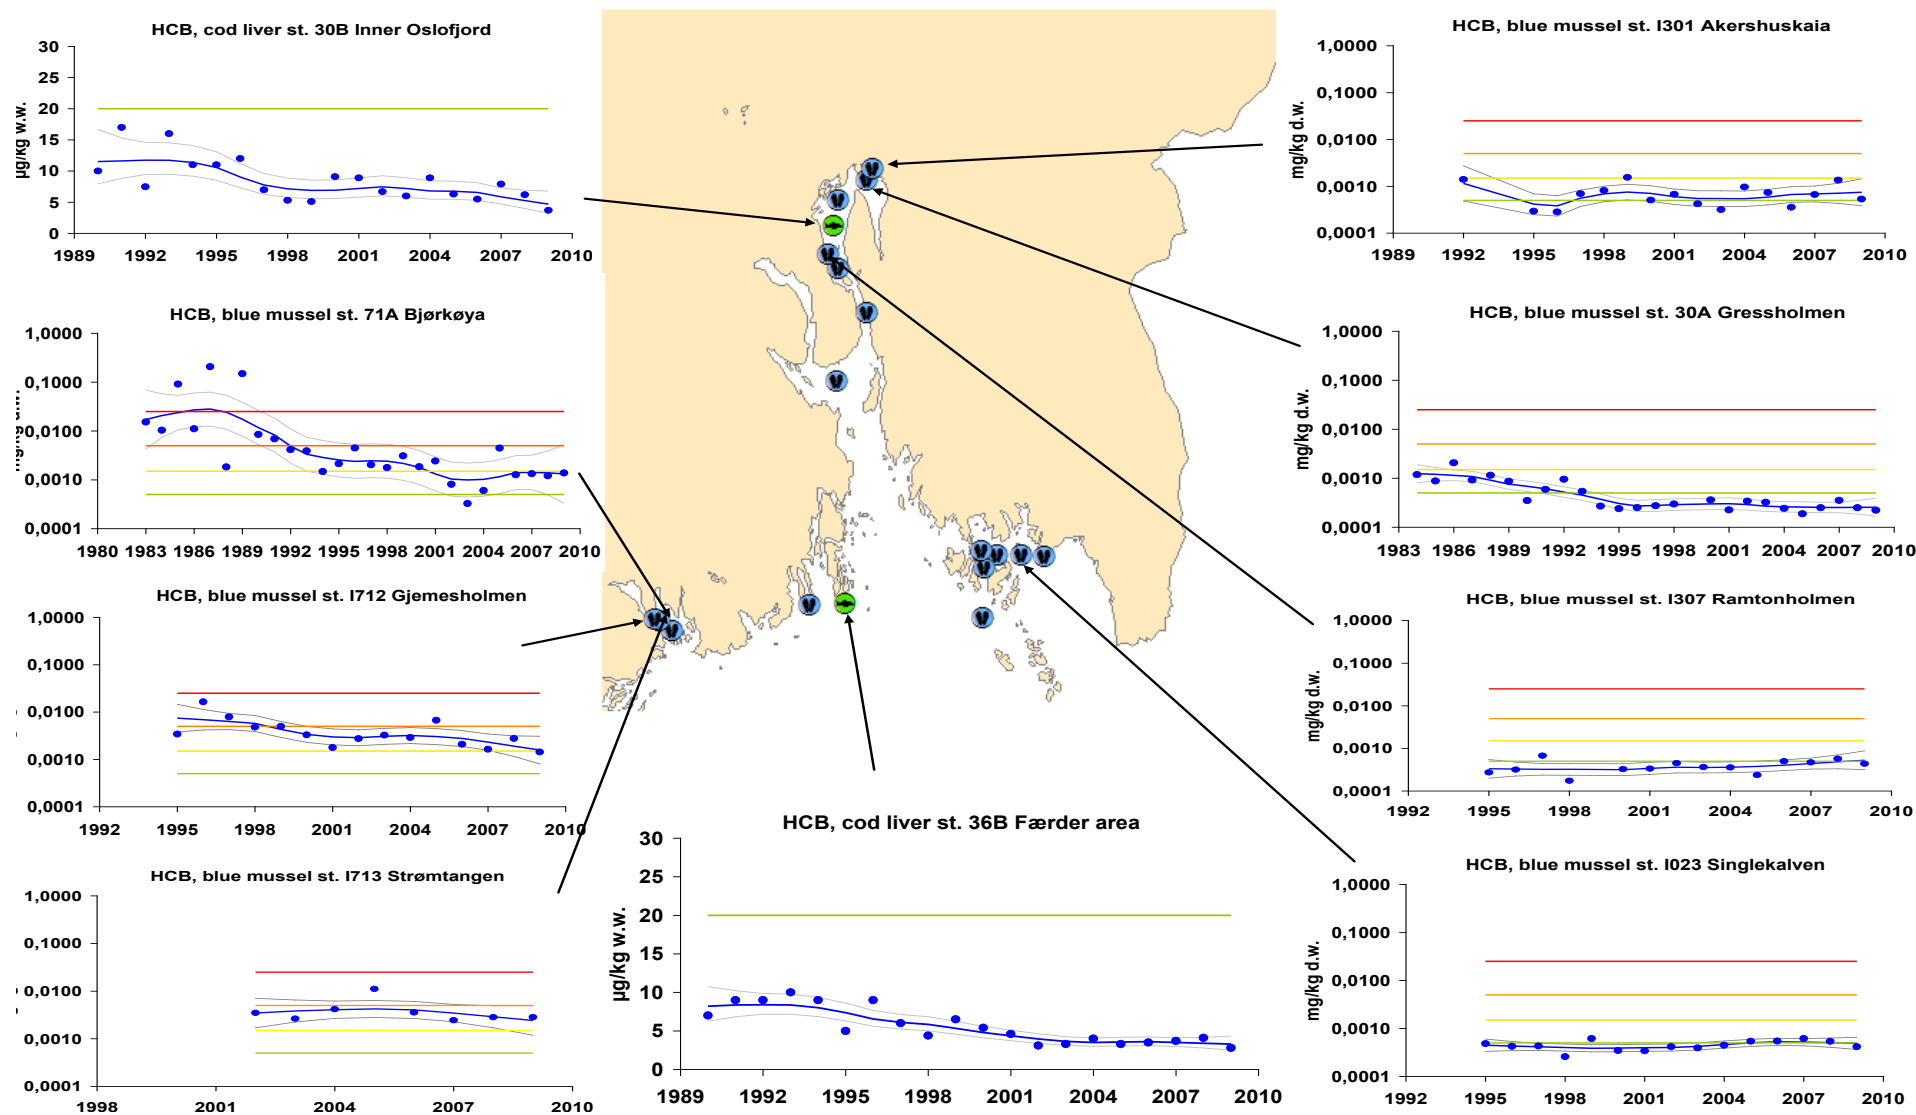 HCB, cod liver st. 30B Inner Oslofjord
µg/kg w.w.
30
25
20
15
10
5
0
1989 1992 1995 1998 2001 2004 2007 2010
HCB, blue mussel st. 71A Bjørkøya
1,0000
0,1000
0,0100
0,0010
0,0001
1980 1983 1986 1989 1992 1995 1998 2001 2004 2007 2010
HCB, blue mussel st. I712 Gjemesholmen
1,0000
0,1000
0,0100
0,0010
0,0001
1992 1995 1998 2001 2004 2007 2010
HCB, blue mussel st. I713 Strømtangen
1,0000
0,1000
0,0100
0,0010
0,0001
1998 2001 2004 2007 2010
HCB, cod liver st. 36B Færder area
µg/kg w.w.
30
25
20
15
10
5
0
1989 1992 1995 1998 2001 2004 2007 2010
HCB, blue mussel st. I301 Akershuskaia
mg/kg d.w.
1,0000
0,1000
0,0100
0,0010
0,0001
1989 1992 1995 1998 2001 2004 2007 2010
HCB, blue mussel st. 30A Gressholmen
mg/kg d.w.
1,0000
0,1000
0,0100
0,0010
0,0001
1983 1986 1989 1992 1995 1998 2001 2004 2007 2010
HCB, blue mussel st. I307 Ramtonholmen
mg/kg d.w.
1,0000
0,1000
0,0100
0,0010
0,0001
1992 1995 1998 2001 2004 2007 2010
HCB, blue mussel st. I023 Singlekalven
mg/kg d.w.
1,0000
0,1000
0,0100
0,0010
0,0001
1992 1995 1998 2001 2004 2007 2010